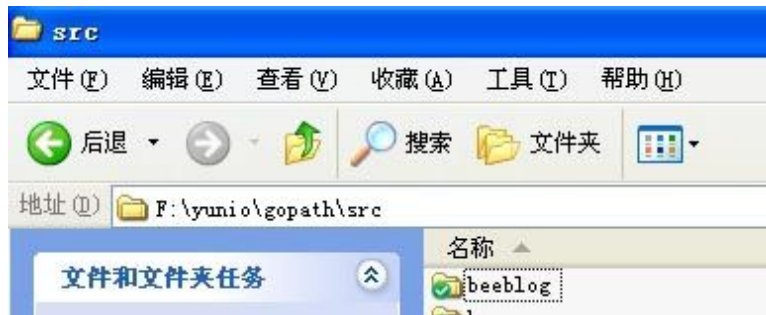 src
文件(F) 编辑(E) 查看(V) 收藏(A) 工具(T) 帮助(H)
后退 搜索 文件夹
地址(D) F:\yunio\gopath\src
名称
文件和文件夹任务
beeblog